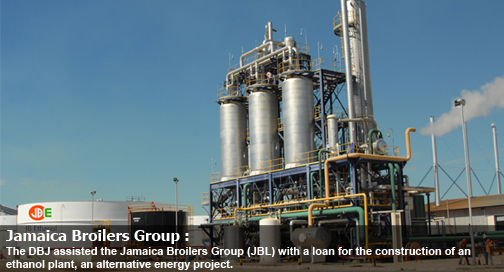 JBE
Jamaica Broilers Group :
The DBJ assisted the Jamaica Broilers Group (JBL) with a loan for the construction of an
ethanol plant, an alternative energy project.